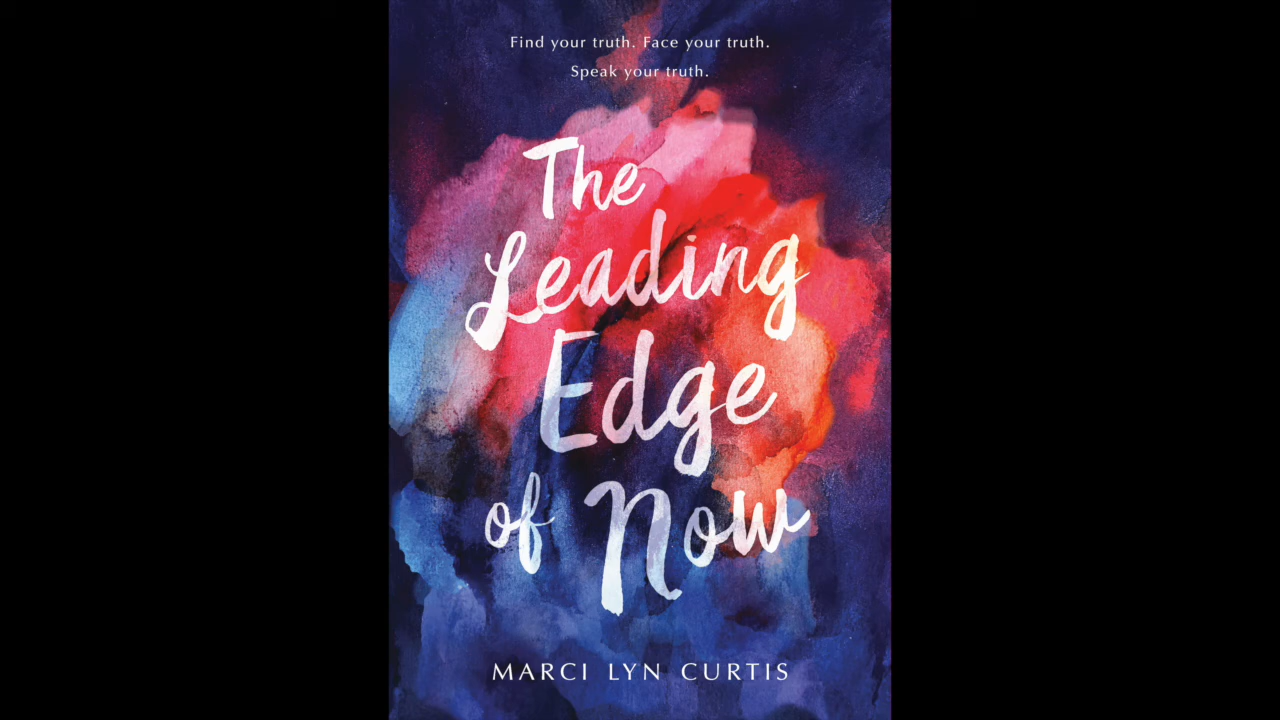 Find your truth. Face your truth.
Speak your truth.
The
Leading
Edge
of Now
MARCI LYN CURTIS